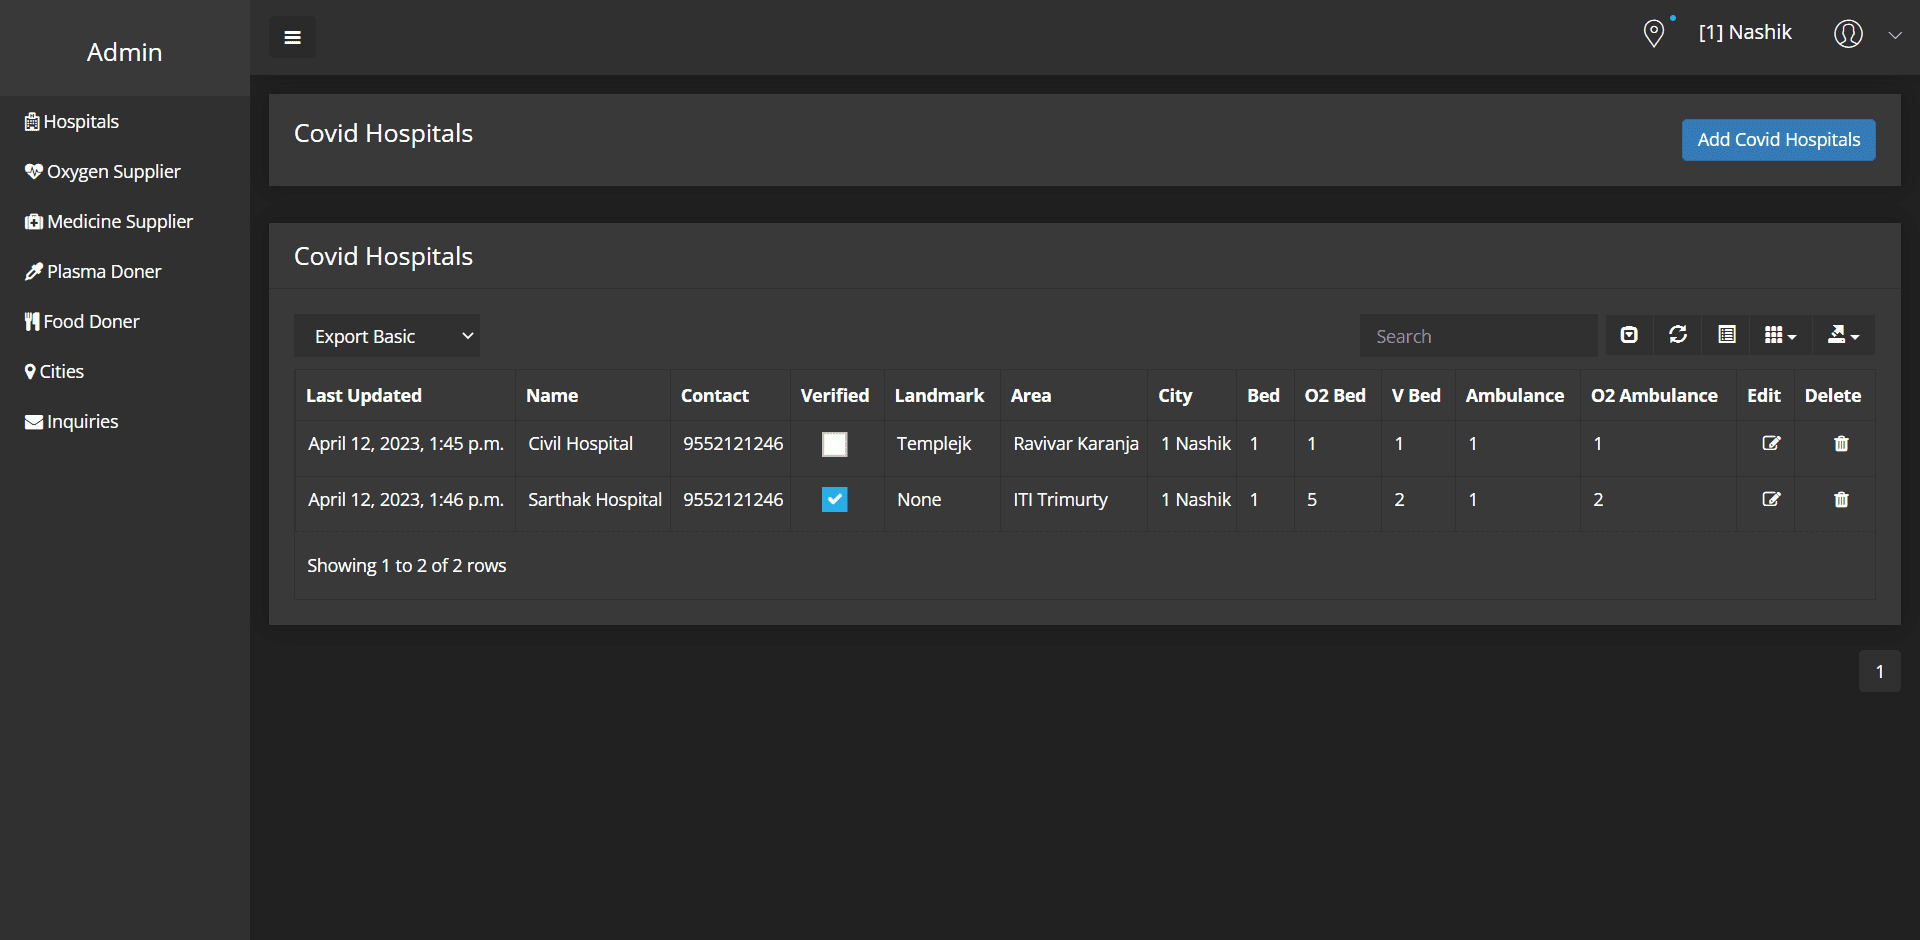 Admin
[1] Nashik
Hospitals
Oxygen Supplier
Medicine Supplier
Plasma Doner
Food Doner
Cities
Inquiries
Covid Hospitals
Add Covid Hospitals
Covid Hospitals
Export Basic
Search
Last Updated Name Contact Verified Landmark Area City Bed O2 Bed V Bed Ambulance O2 Ambulance Edit Delete
April 12, 2023, 1:45 p.m. Civil Hospital 9552121246 Templejk Ravivar Karanja 1 Nashik 1 1 1 1 1
April 12, 2023, 1:46 p.m. Sarthak Hospital 9552121246 None ITI Trimurty 1 Nashik 1 5 2 1 2
Showing 1 to 2 of 2 rows
1